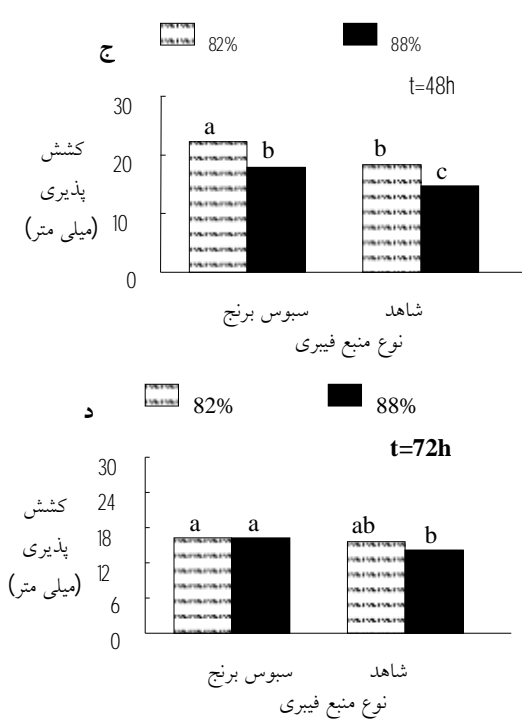 ج
82%
88%
t=48h
30
20
10
0
کشش
پذیری
(میلی متر)
a
b
b
c
سبوس برنج
شاهد
نوع منبع فیبری
د
82%
88%
t=72h
30
24
18
12
6
0
کشش
پذیری
(میلی متر)
a
a
ab
b
سبوس برنج
شاهد
نوع منبع فیبری